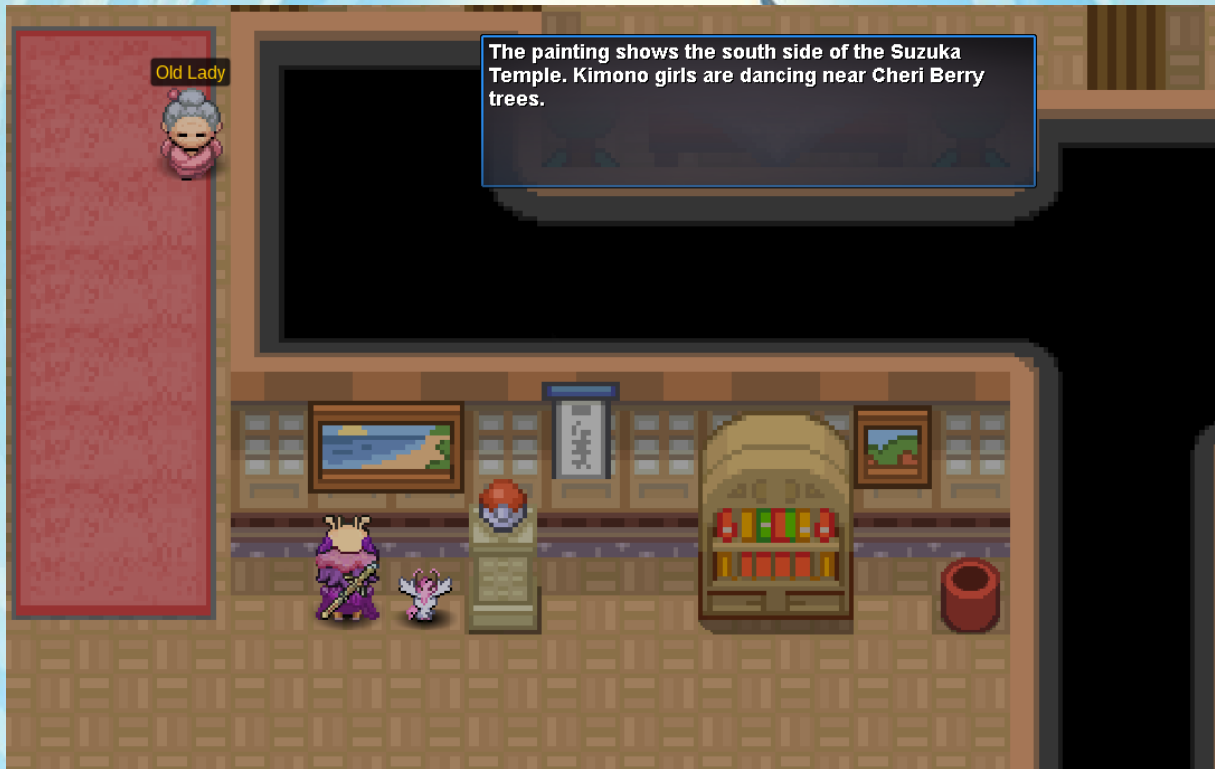 Old Lady
The painting shows the south side of the Suzuka
Temple. Kimono girls are dancing near Cheri Berry
trees.